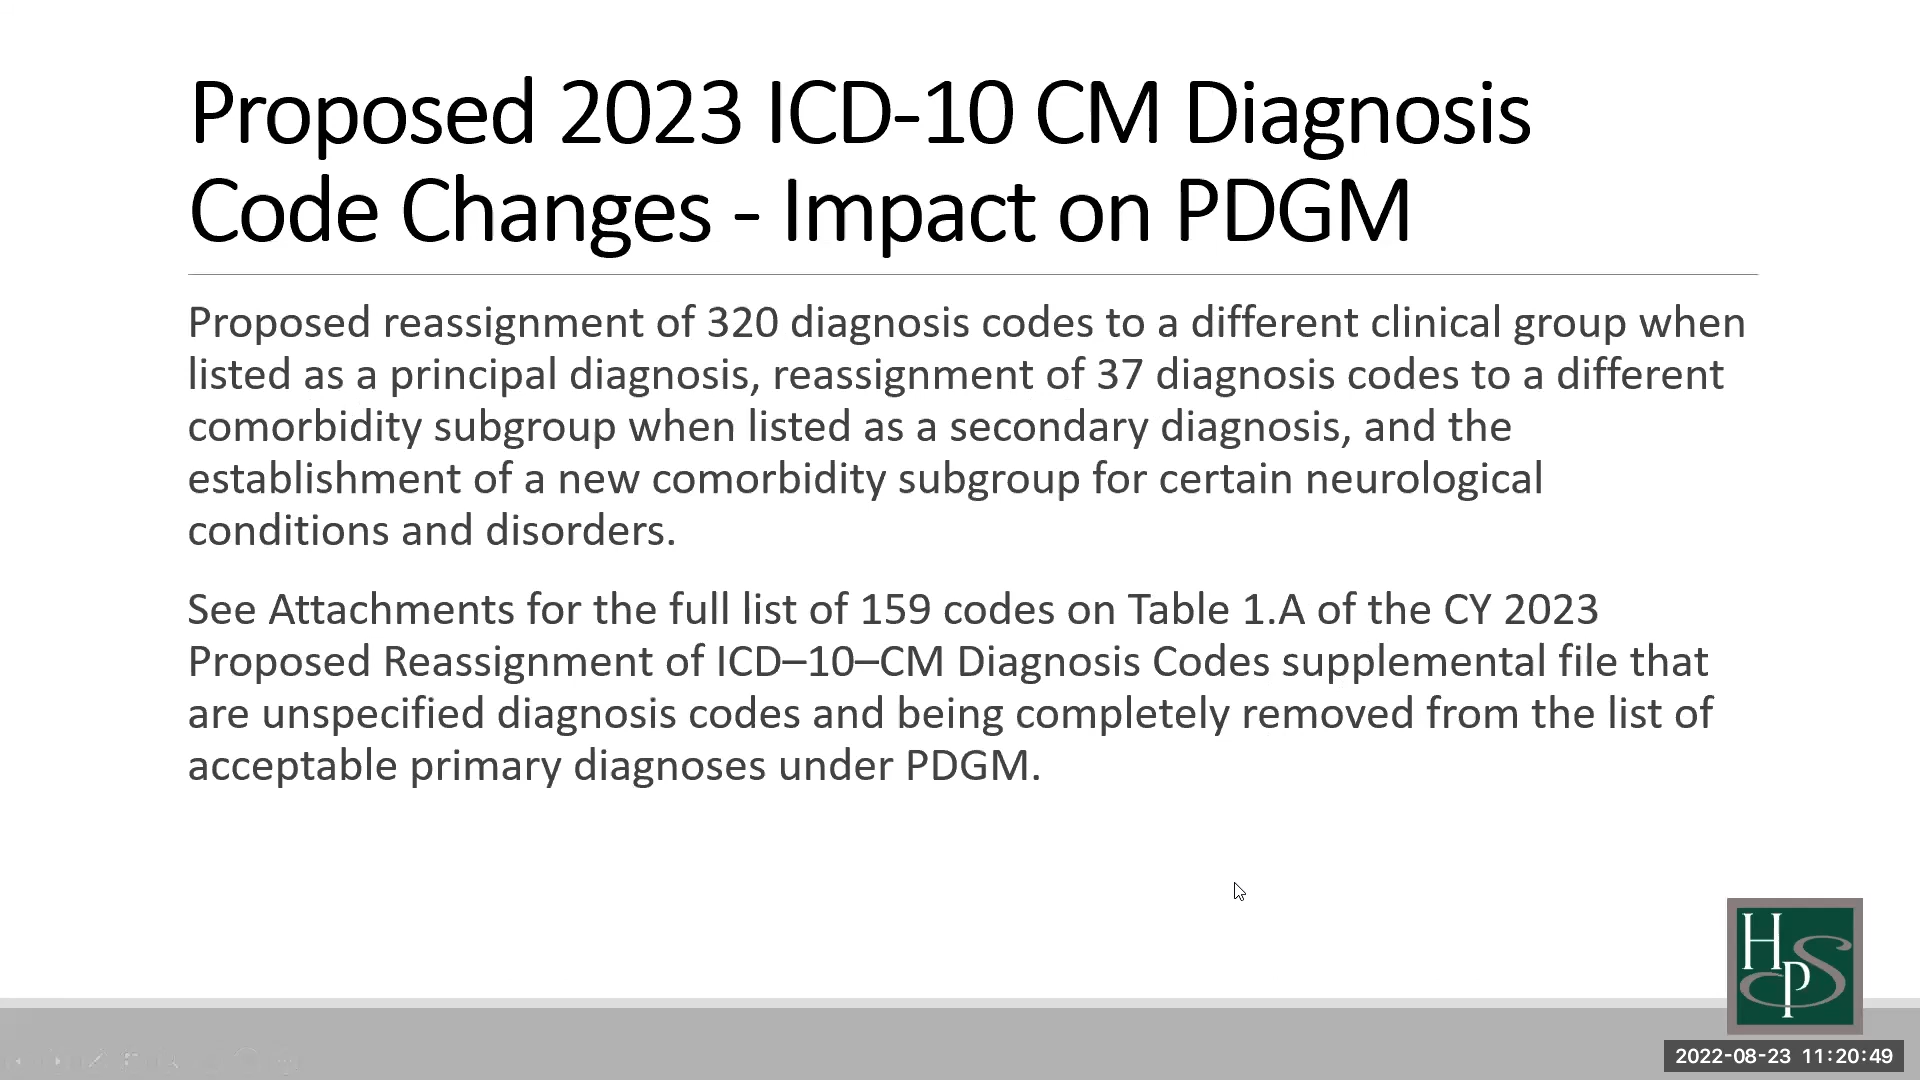 Proposed 2023 ICD-10 CM Diagnosis
Code Changes - Impact on PDGM
Proposed reassignment of 320 diagnosis codes to a different clinical group when
listed as a principal diagnosis, reassignment of 37 diagnosis codes to a different
comorbidity subgroup when listed as a secondary diagnosis, and the
establishment of a new comorbidity subgroup for certain neurological
conditions and disorders.
See Attachments for the full list of 159 codes on Table 1.A of the CY 2023
Proposed Reassignment of ICD–10–CM Diagnosis Codes supplemental file that
are unspecified diagnosis codes and being completely removed from the list of
acceptable primary diagnoses under PDGM.
HPS
2022-08-23 11:20:49